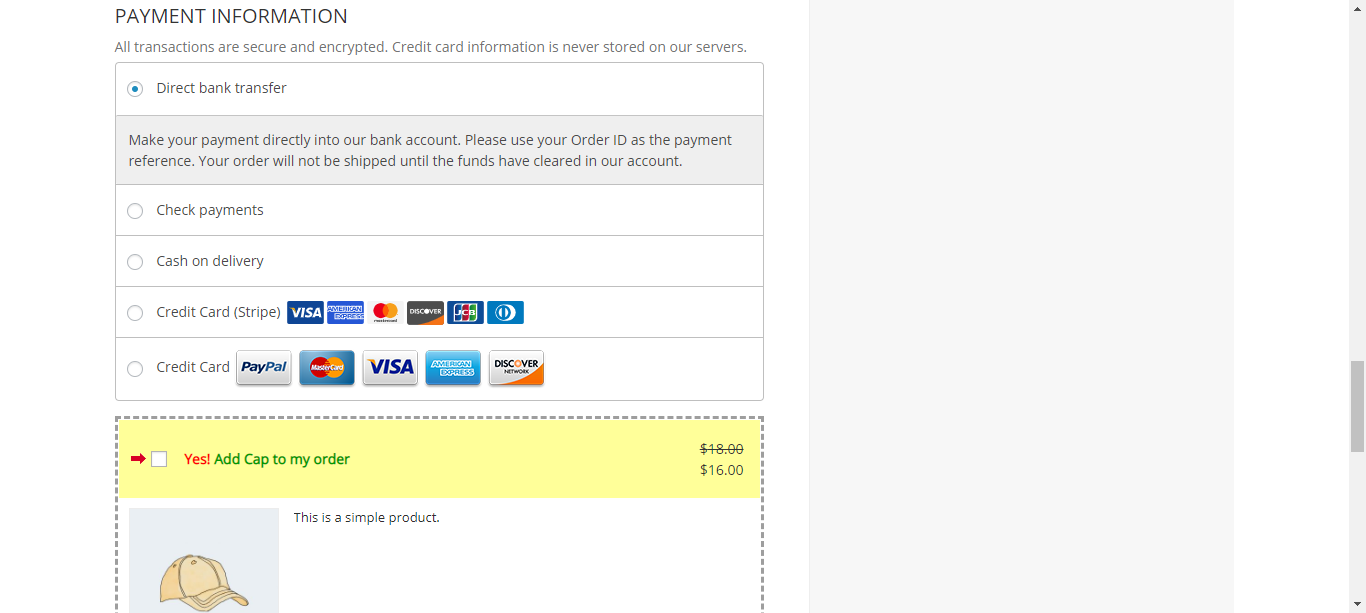 PAYMENT INFORMATION
All transactions are secure and encrypted. Credit card information is never stored on our servers.
Direct bank transfer
Make your payment directly into our bank account. Please use your Order ID as the payment
reference. Your order will not be shipped until the funds have cleared in our account.
Check payments
Cash on delivery
Credit Card (Stripe) VISA AMERICAN EXPRESS mastercard DISCOVER JCB
Credit Card PayPal MasterCard VISA AMERICAN EXPRESS DISCOVER NETWORK
Yes! Add Cap to my order
$18.00
$16.00
This is a simple product.